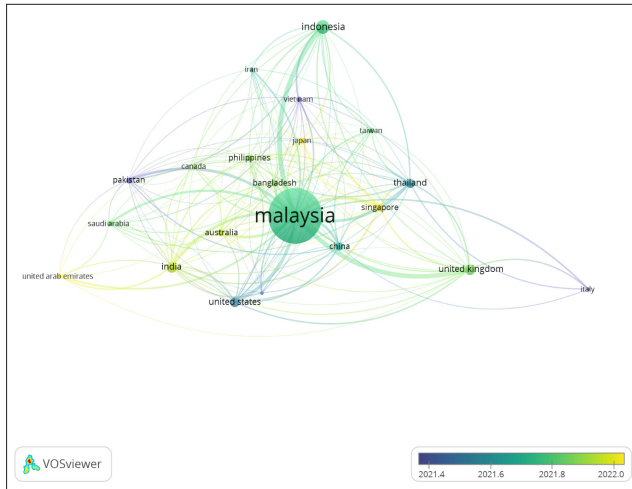 indonesia
iran
vietnam
taiwan
japan
philippines
canada
pakistan
bangladesh
thailand
malaysia
singapore
saudi arabia
australia
china
india
united kingdom
united arab emirates
italy
united states
VOSviewer
2021.4 2021.6 2021.8 2022.0